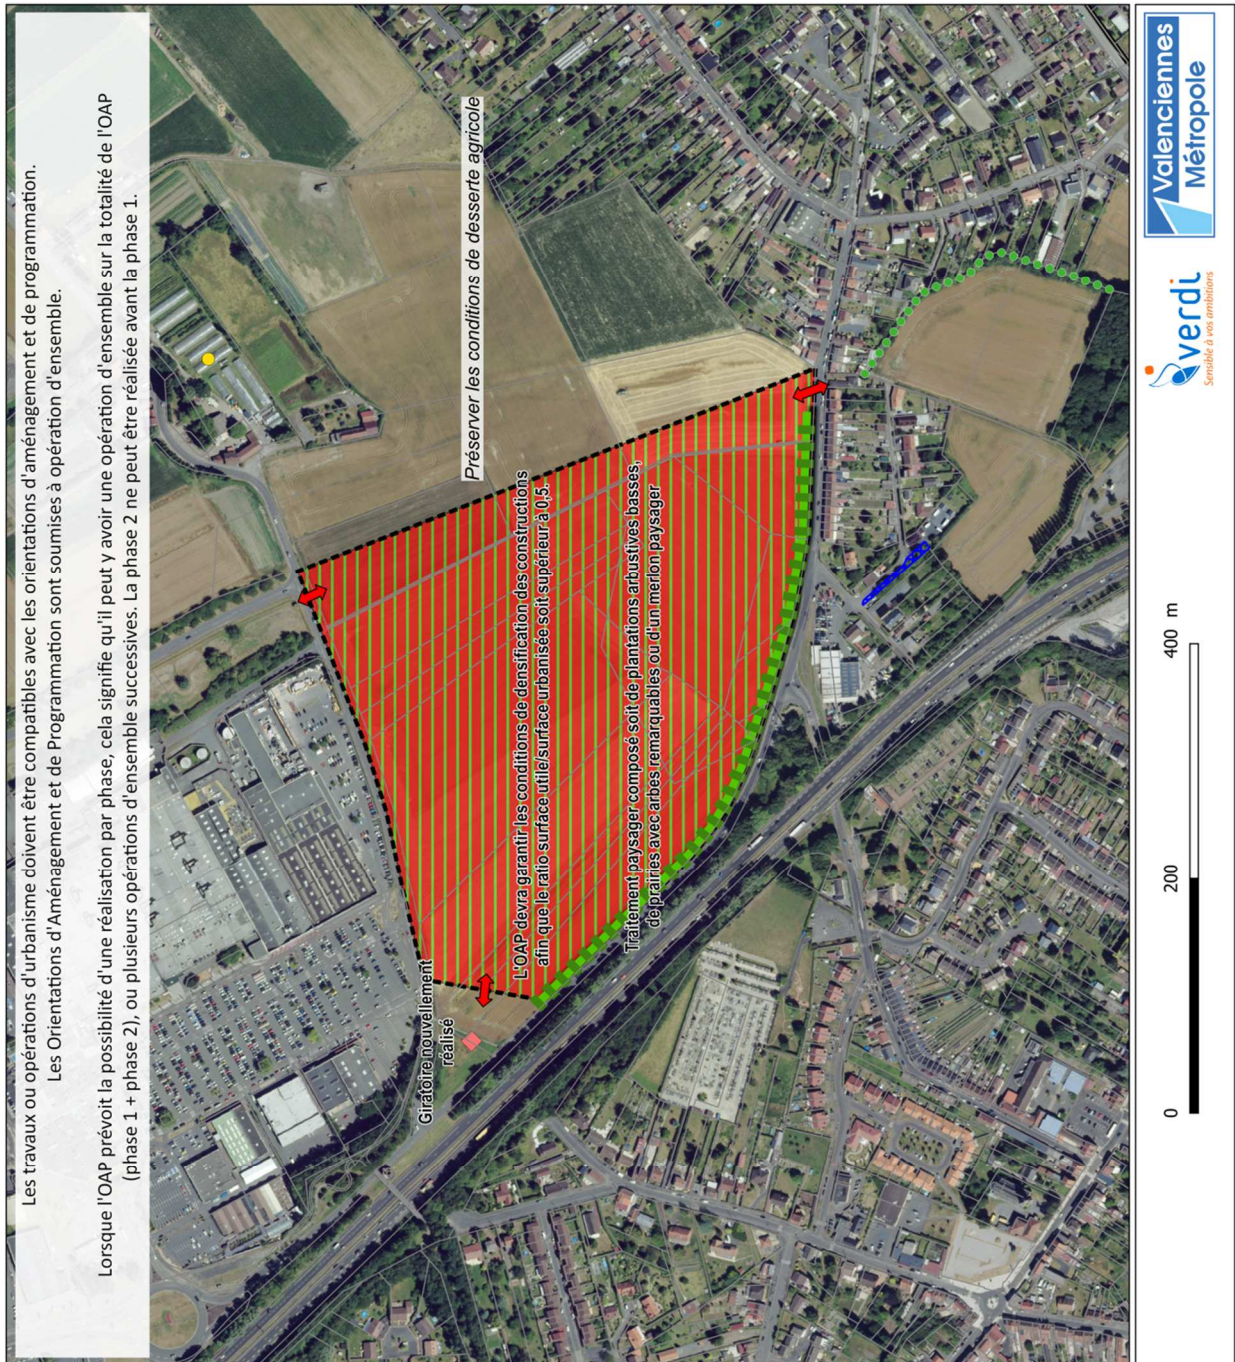 Les travaux ou opérations d'urbanisme doivent être compatibles avec les orientations d'aménagement et de programmation.
Les Orientations d'Aménagement et de Programmation sont soumises à opération d'ensemble.
Lorsque l'OAP prévoit la possibilité d'une réalisation par phase, cela signifie qu'il peut y avoir une opération d'ensemble sur la totalité de l'OAP
(phase 1 + phase 2), ou plusieurs opérations d'ensemble successives. La phase 2 ne peut être réalisée avant la phase 1.
Préserver les conditions de desserte agricole
Giratoire nouvellement
réalisé
L'OAP devra garantir les conditions de densification des constructions
afin que le ratio surface utile/surface urbanisée soit supérieur à 0,5.
Traitement paysager composé soit de plantations arbustives basses,
de prairies avec arbes remarquables ou d'un merlon paysager
0 200 400 m
verdi
Sensible à vos ambitions
Valenciennes
Métropole